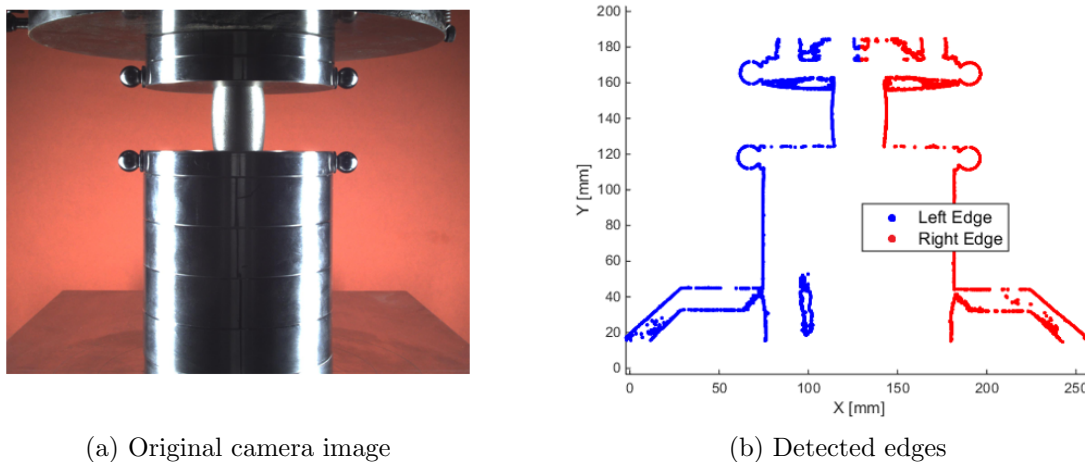 200
180
160
140
120
100
80
60
40
20
0
Y [mm]
Left Edge
Right Edge
0 50 100 150 200 250
X [mm]
(a) Original camera image (b) Detected edges